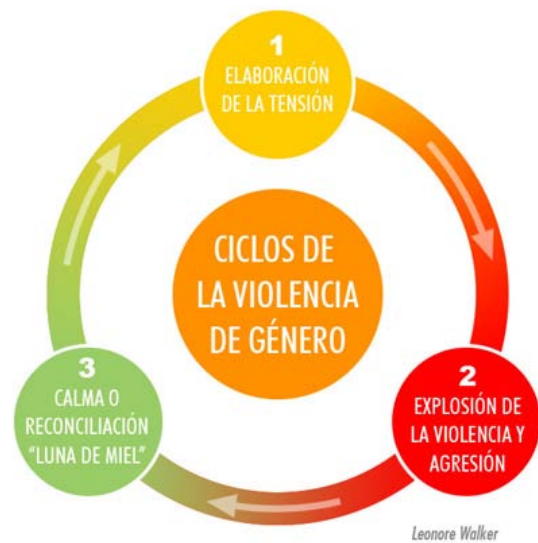 1
ELABORACIÓN
DE LA TENSIÓN
CICLOS DE
LA VIOLENCIA
DE GÉNERO
2
EXPLOSIÓN DE
LA VIOLENCIA Y
AGRESIÓN
3
CALMA O
RECONCILIACIÓN
"LUNA DE MIEL"
Leonore Walker